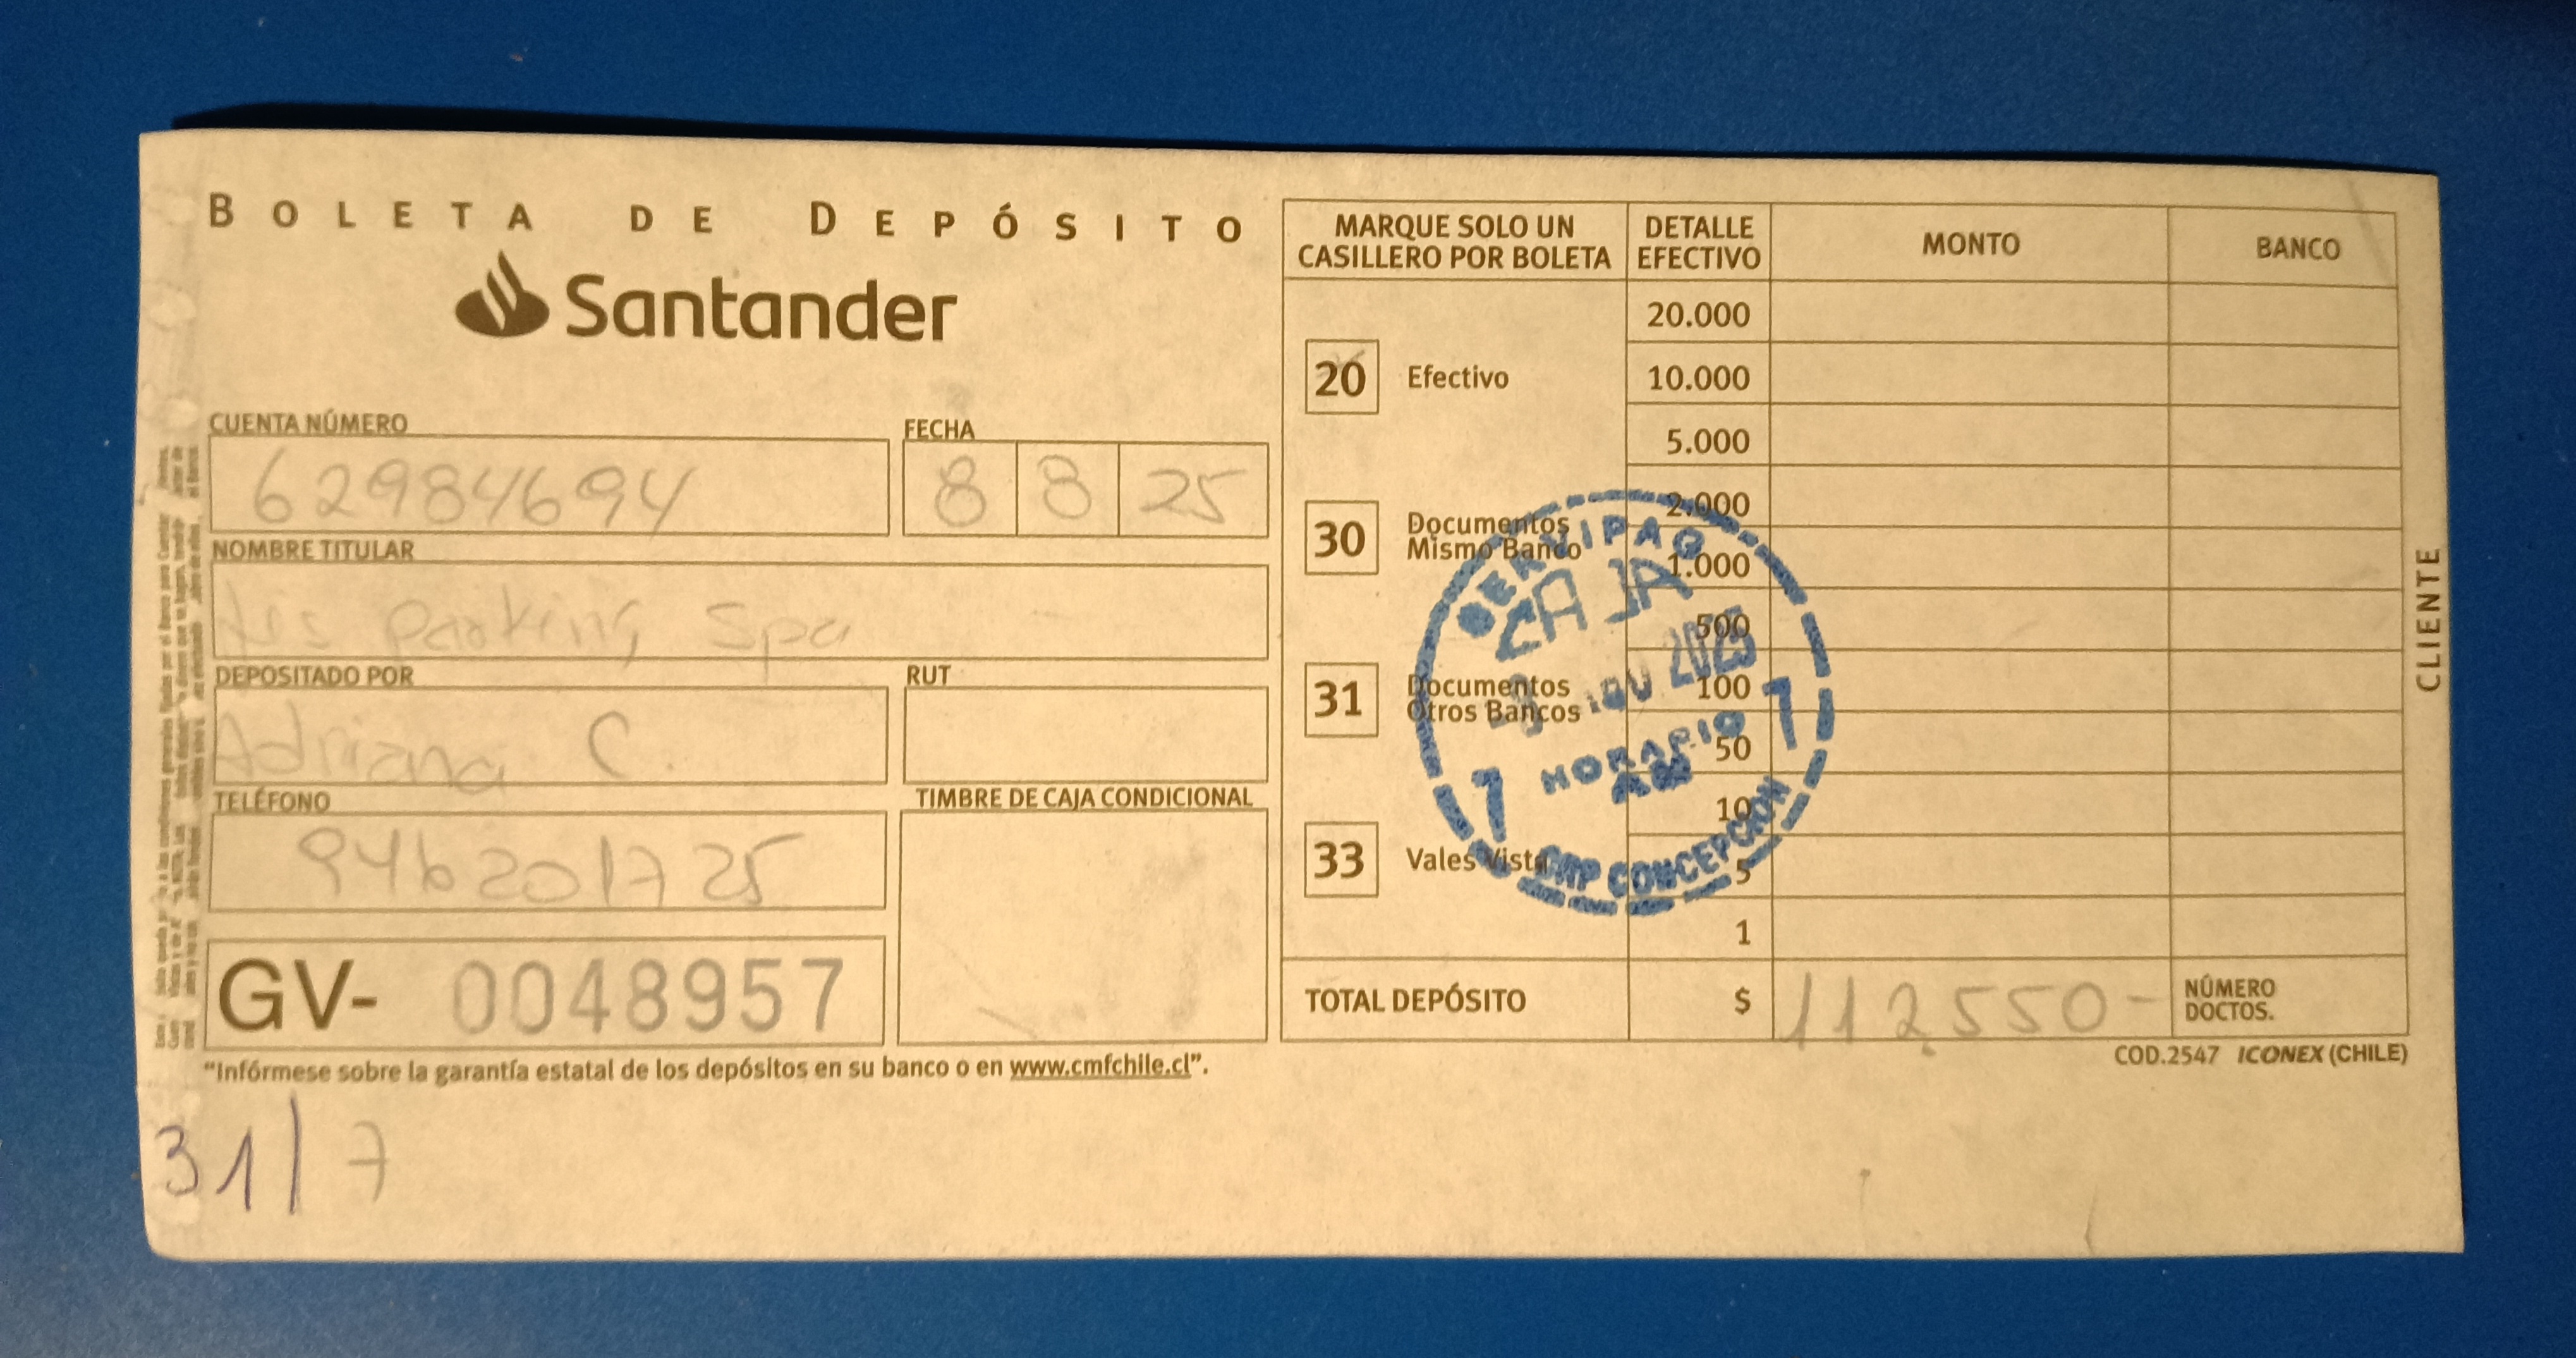 BOLETA DE DEPÓSITO
Santander
CUENTA NÚMERO
62984694
FECHA
8 8 25
NOMBRE TITULAR
Parking Spa
DEPOSITADO POR
Adriana C.
RUT
TELÉFONO
946201725
TIMBRE DE CAJA CONDICIONAL
GV- 0048957
"Infórmese sobre la garantía estatal de los depósitos en su banco o en www.cmfchile.cl".
31/7
MARQUE SOLO UN CASILLERO POR BOLETA
20 Efectivo
30 Documentos Mismo Banco
31 Documentos Otros Bancos
33 Vales Vista
DETALLE EFECTIVO
MONTO
BANCO
20.000
10.000
5.000
2.000
1.000
500
100
50
10
5
1
TOTAL DEPÓSITO $ 112.550-
NÚMERO DOCTOS.
COD.2547 ICONEX (CHILE)
CLIENTE
SERVIPAG
CAJA
2025
7 HORARIO 7
AM
CONCEPCION